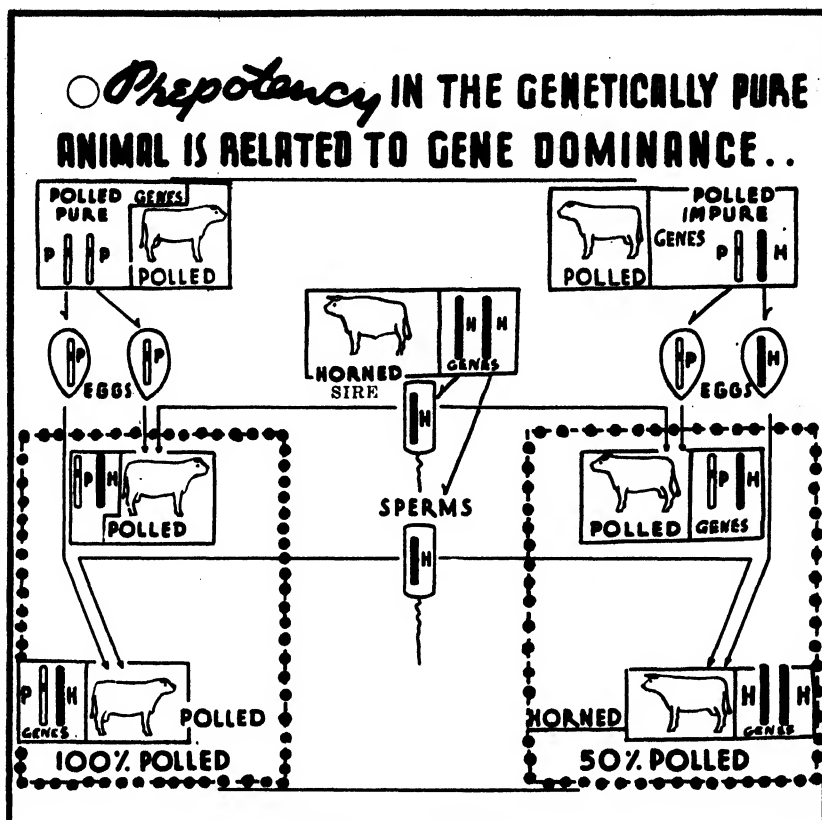 Prepotency IN THE GENETICALLY PURE
ANIMAL IS RELATED TO GENE DOMINANCE..
POLLED GENES
PURE
P P
POLLED
POLLED
IMPURE
GENES
P H
POLLED
H H
GENES
HORNED
SIRE
P P
EGGS
H
P H
EGGS
P H
POLLED
SPERMS
P H
POLLED GENES
H
P H
GENES
POLLED
100% POLLED
HORNED
H H
GENES
50% POLLED